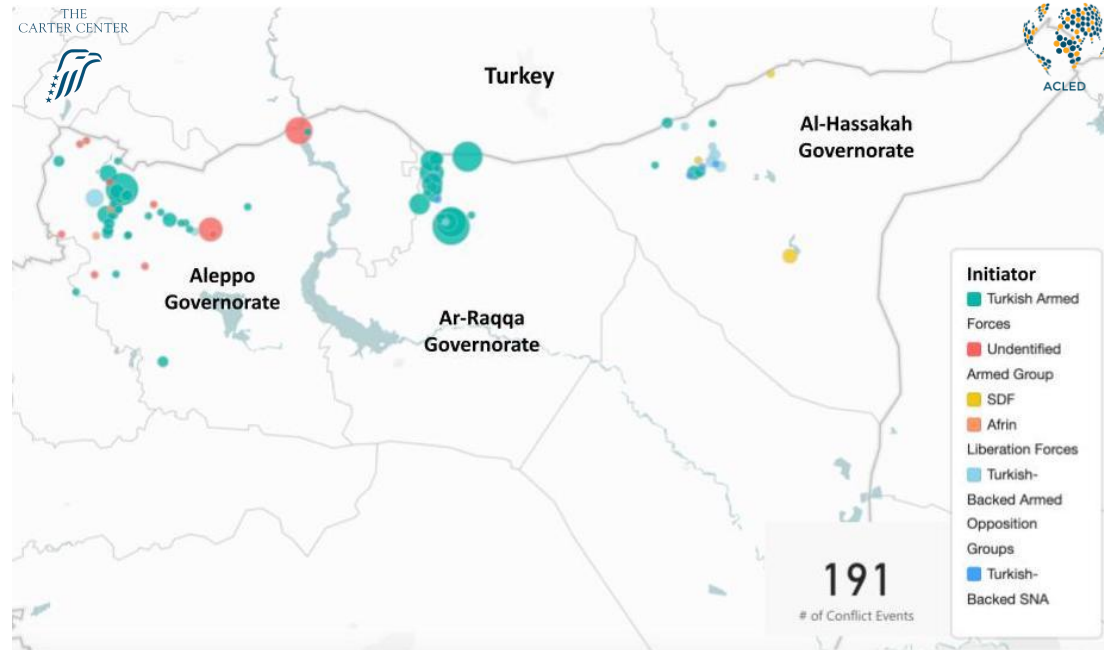 THE
CARTER CENTER
ACLED
Turkey
Al-Hassakah
Governorate
Aleppo
Governorate
Ar-Raqqa
Governorate
Initiator
Turkish Armed
Forces
Undentified
Armed Group
SDF
Afrin
Liberation Forces
Turkish-
Backed Armed
Opposition
Groups
Turkish-
Backed SNA
191
# of Conflict Events